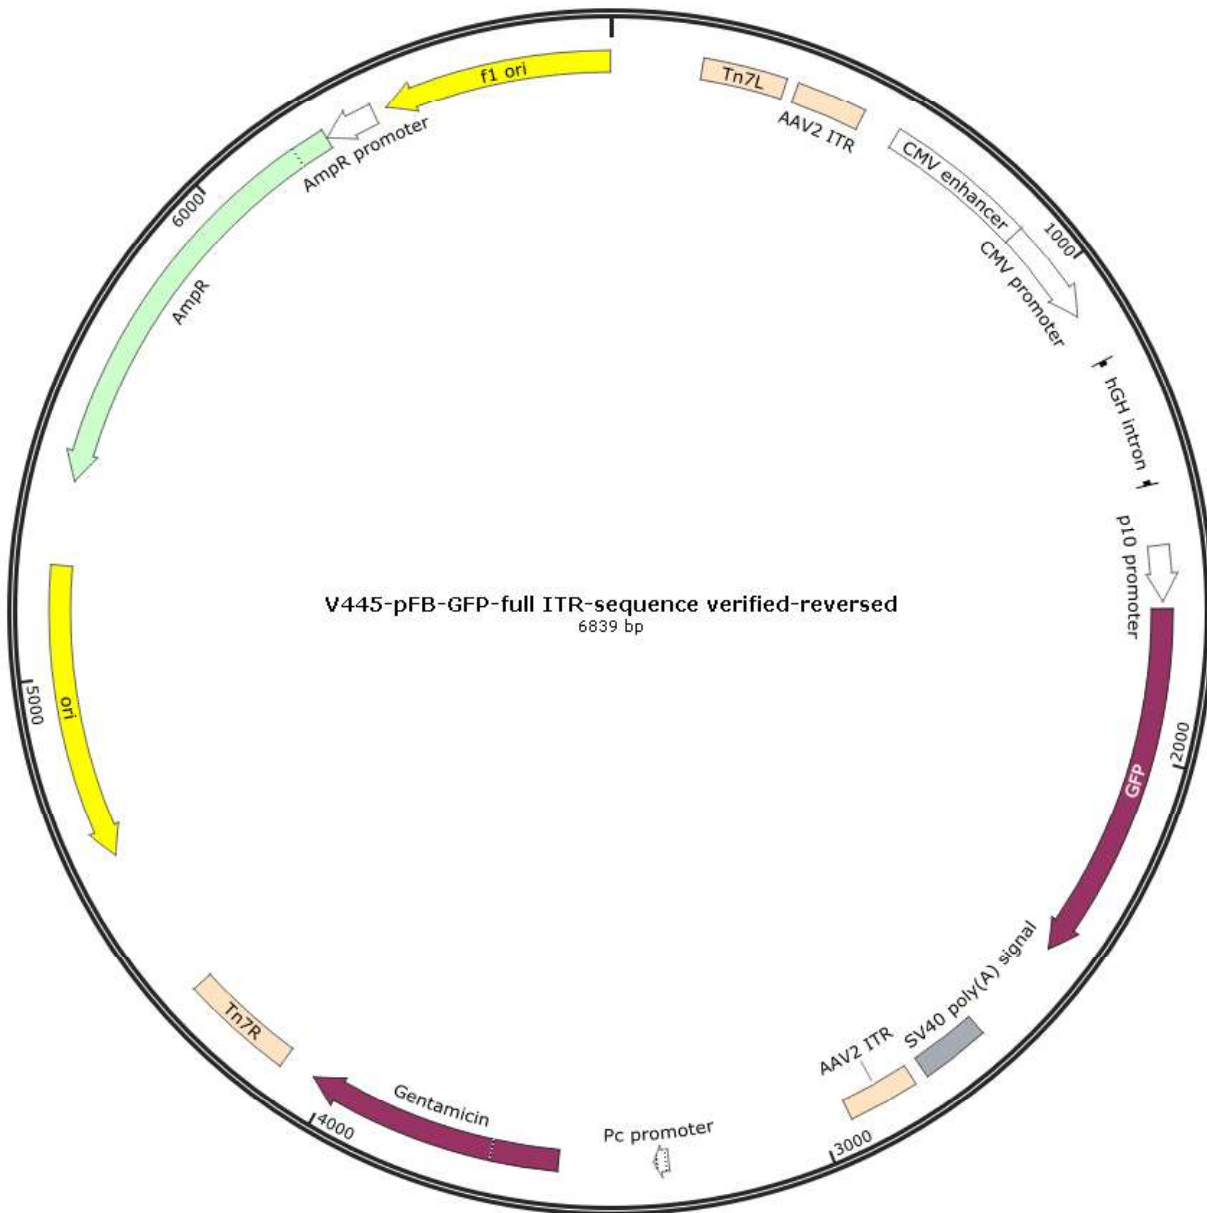 f1 ori
Tn7L
AAV2 ITR
CMV enhancer
1000
CMV promoter
hGH intron
p10 promoter
2000
GFP
SV40 poly(A) signal
AAV2 ITR
3000
Pc promoter
Gentamicin
4000
Tn7R
ori
5000
AmpR
6000
AmpR promoter
V445-pFB-GFP-full ITR-sequence verified-reversed
6839 bp